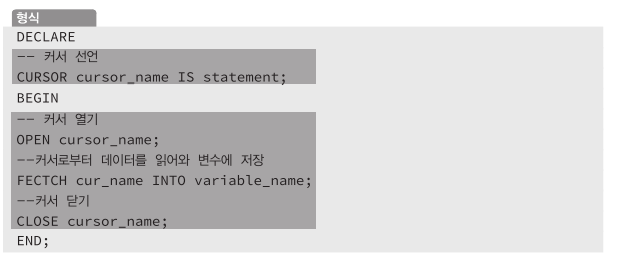 형식
DECLARE
-- 커서 선언
CURSOR cursor_name IS statement;
BEGIN
-- 커서 열기
OPEN cursor_name;
--커서로부터 데이터를 읽어와 변수에 저장
FECTCH cur_name INTO variable_name;
--커서 닫기
CLOSE cursor_name;
END;